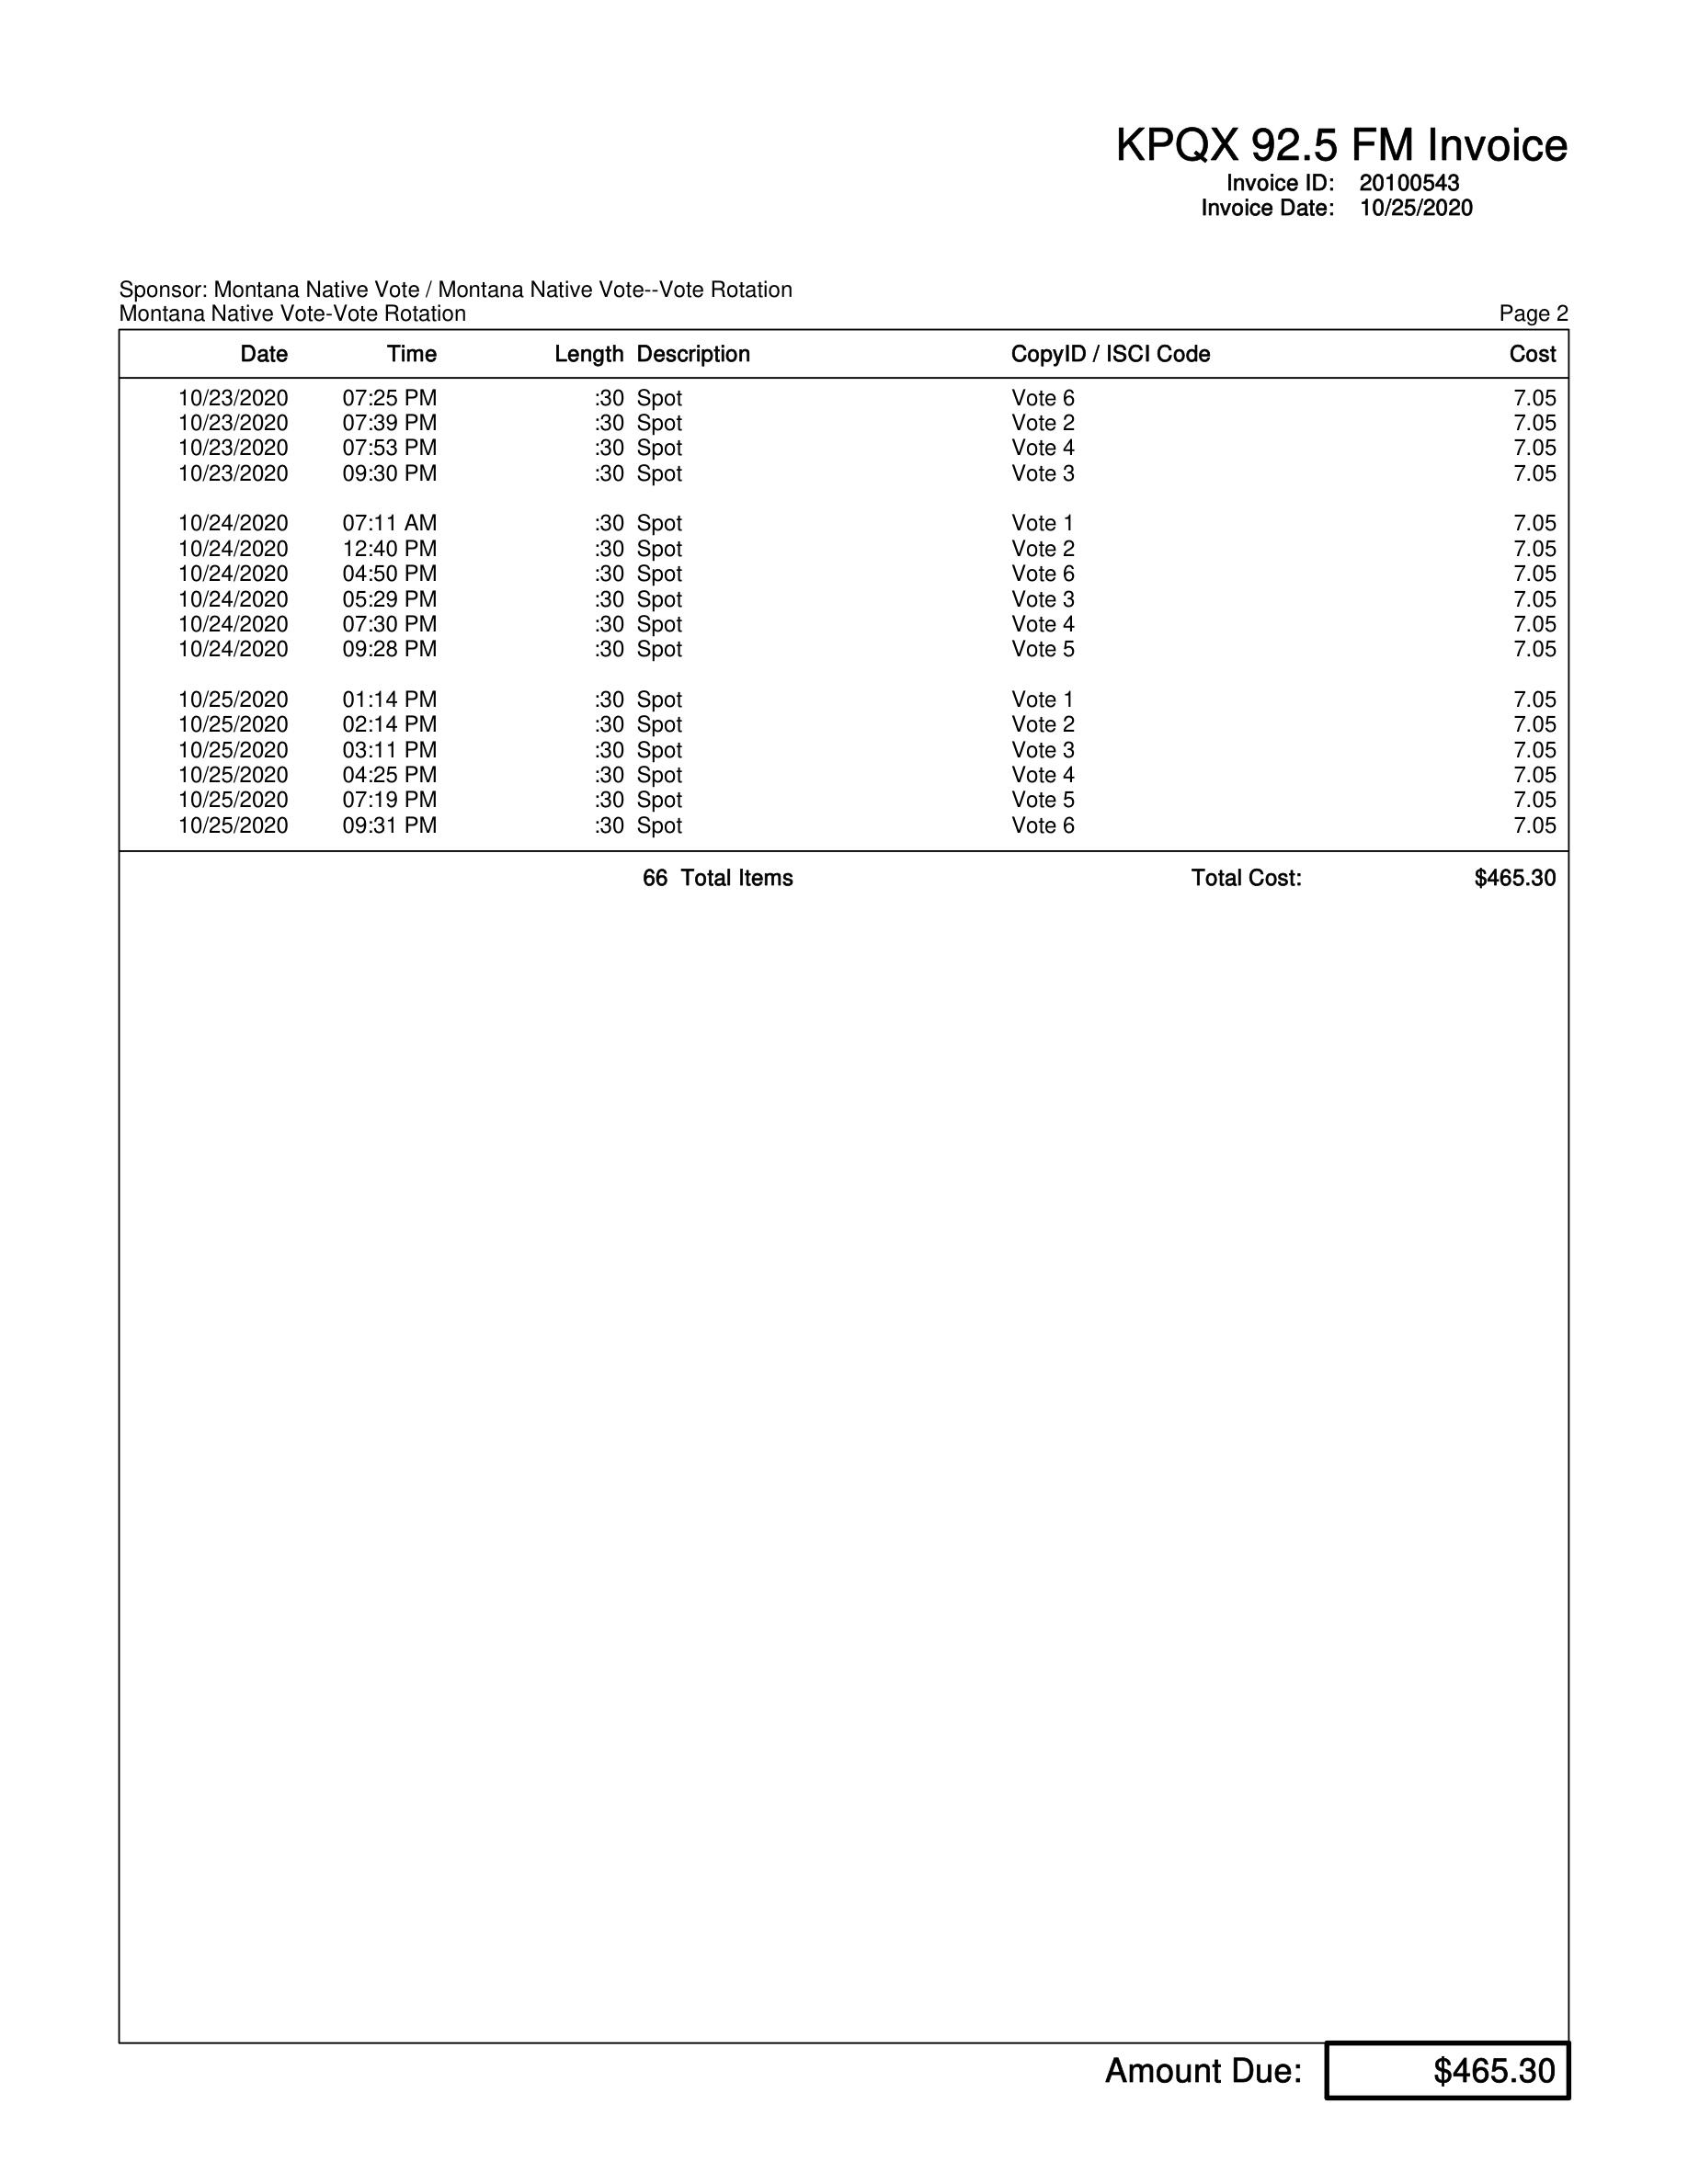 KPQX 92.5 FM Invoice
Invoice ID: 20100543
Invoice Date: 10/25/2020
Sponsor: Montana Native Vote / Montana Native Vote--Vote Rotation
Montana Native Vote-Vote Rotation Page 2
Date Time Length Description CopyID / ISCI Code Cost
10/23/2020 07:25 PM :30 Spot Vote 6 7.05
10/23/2020 07:39 PM :30 Spot Vote 2 7.05
10/23/2020 07:53 PM :30 Spot Vote 4 7.05
10/23/2020 09:30 PM :30 Spot Vote 3 7.05
10/24/2020 07:11 AM :30 Spot Vote 1 7.05
10/24/2020 12:40 PM :30 Spot Vote 2 7.05
10/24/2020 04:50 PM :30 Spot Vote 6 7.05
10/24/2020 05:29 PM :30 Spot Vote 3 7.05
10/24/2020 07:30 PM :30 Spot Vote 4 7.05
10/24/2020 09:28 PM :30 Spot Vote 5 7.05
10/25/2020 01:14 PM :30 Spot Vote 1 7.05
10/25/2020 02:14 PM :30 Spot Vote 2 7.05
10/25/2020 03:11 PM :30 Spot Vote 3 7.05
10/25/2020 04:25 PM :30 Spot Vote 4 7.05
10/25/2020 07:19 PM :30 Spot Vote 5 7.05
10/25/2020 09:31 PM :30 Spot Vote 6 7.05
66 Total Items Total Cost: $465.30
Amount Due: $465.30